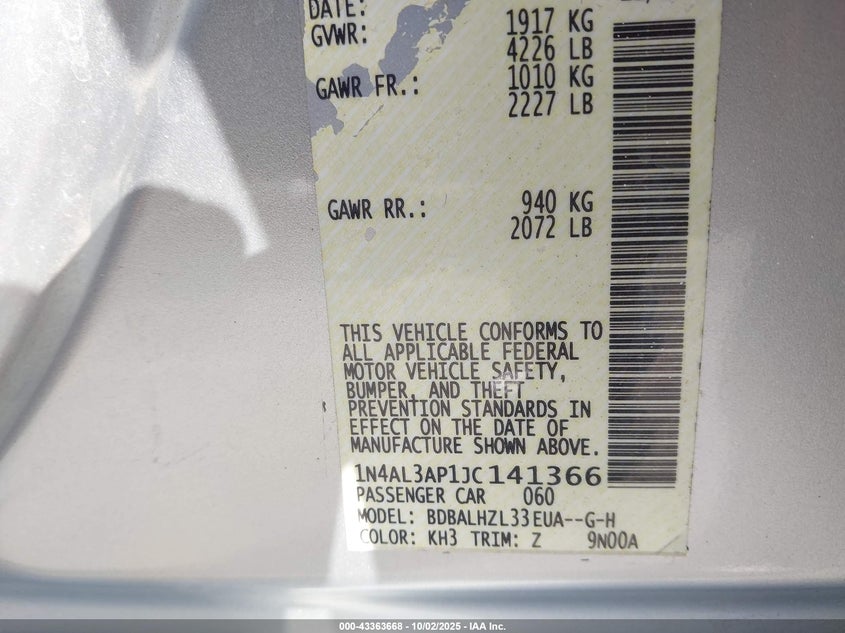 DATE:
GVWR: 1917 KG
4226 LB
GAWR FR.: 1010 KG
2227 LB
GAWR RR.: 940 KG
2072 LB
THIS VEHICLE CONFORMS TO
ALL APPLICABLE FEDERAL
MOTOR VEHICLE SAFETY,
BUMPER, AND THEFT
PREVENTION STANDARDS IN
EFFECT ON THE DATE OF
MANUFACTURE SHOWN ABOVE.
1N4AL3AP1JC141366
PASSENGER CAR 060
MODEL: BDBALHZL33EUA--G-H
COLOR: KH3 TRIM: Z 9N00A
000-43363668 - 10/02/2025 - IAA Inc.